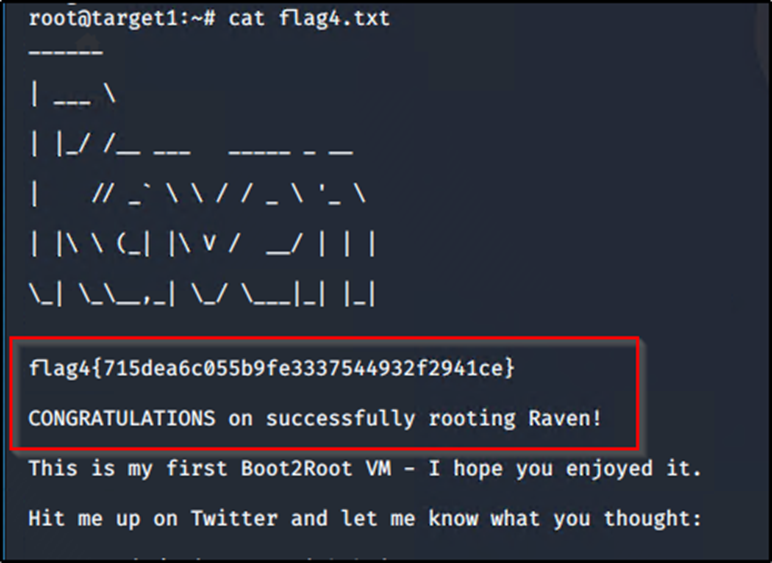 root@target1:~# cat flag4.txt
______
| ___ \
| |_/ /__ ___   _____ _ __
|    // _` \ \ / / _ \ '_ \
| |\ \ (_| |\ V /  __/ | | |
\_| \_\__,_| \_/ \___|_| |_|
flag4{715dea6c055b9fe3337544932f2941ce}
CONGRATULATIONS on successfully rooting Raven!
This is my first Boot2Root VM - I hope you enjoyed it.
Hit me up on Twitter and let me know what you thought: